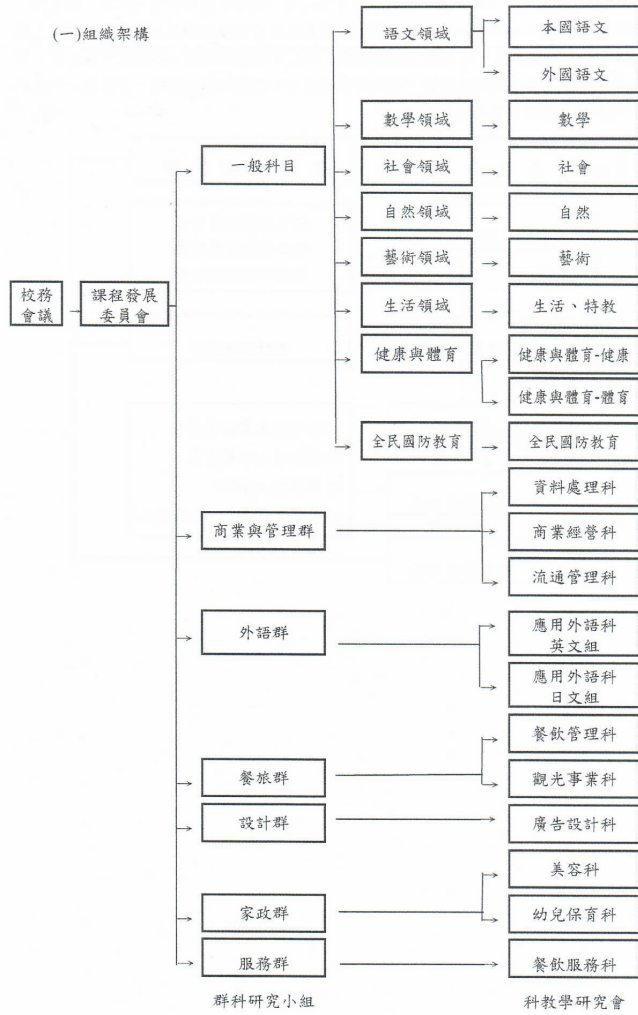 (一)組織架構
語文領域
本國語文
外國語文
數學領域
數學
一般科目
社會領域
社會
自然領域
自然
藝術領域
藝術
校務
會議
課程發展
委員會
生活領域
生活、特教
健康與體育
健康與體育-健康
健康與體育-體育
全民國防教育
全民國防教育
資料處理科
商業與管理群
商業經營科
流通管理科
外語群
應用外語科
英文組
應用外語科
日文組
餐飲管理科
餐旅群
觀光事業科
設計群
廣告設計科
美容科
家政群
幼兒保育科
服務群
餐飲服務科
群科研究小組
科教學研究會